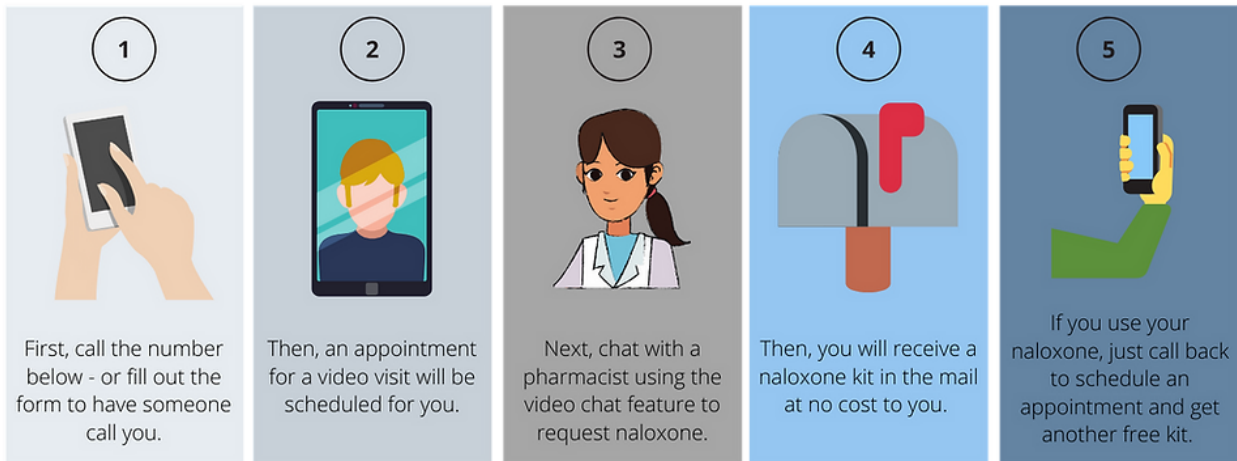 1
First, call the number
below - or fill out the
form to have someone
call you.
2
Then, an appointment
for a video visit will be
scheduled for you.
3
Next, chat with a
pharmacist using the
video chat feature to
request naloxone.
4
Then, you will receive a
naloxone kit in the mail
at no cost to you.
5
If you use your
naloxone, just call back
to schedule an
appointment and get
another free kit.